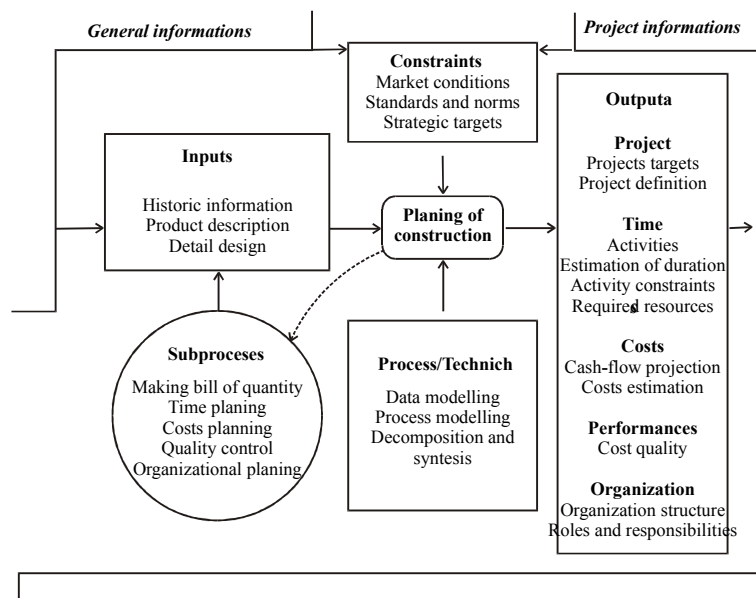 General informations
Project informations
Constraints
Market conditions
Standards and norms
Strategic targets
Inputs
Historic information
Product description
Detail design
Planing of
construction
Subproceses
Making bill of quantity
Time planing
Costs planning
Quality control
Organizational planing
Process/Technich
Data modelling
Process modelling
Decomposition and
syntesis
Outputa
Project
Projects targets
Project definition
Time
Activities
Estimation of duration
Activity constraints
Required resources
Costs
Cash-flow projection
Costs estimation
Performances
Cost quality
Organization
Organization structure
Roles and responsibilities